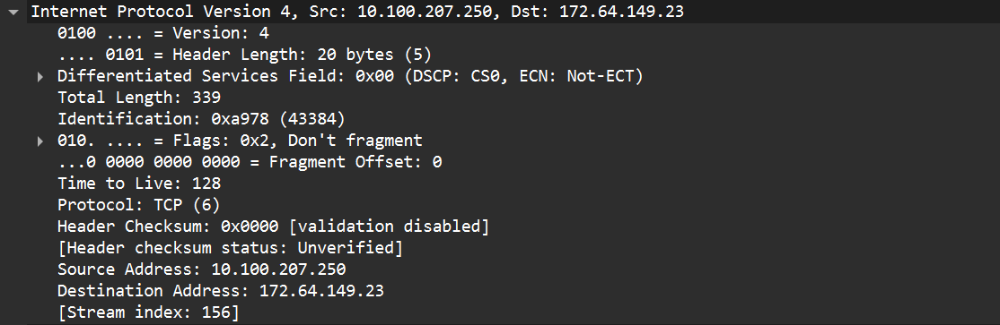 Internet Protocol Version 4, Src: 10.100.207.250, Dst: 172.64.149.23
0100 .... = Version: 4
.... 0101 = Header Length: 20 bytes (5)
Differentiated Services Field: 0x00 (DSCP: CS0, ECN: Not-ECT)
Total Length: 339
Identification: 0xa978 (43384)
010. .... = Flags: 0x2, Don't fragment
...0 0000 0000 0000 = Fragment Offset: 0
Time to Live: 128
Protocol: TCP (6)
Header Checksum: 0x0000 [validation disabled]
[Header checksum status: Unverified]
Source Address: 10.100.207.250
Destination Address: 172.64.149.23
[Stream index: 156]